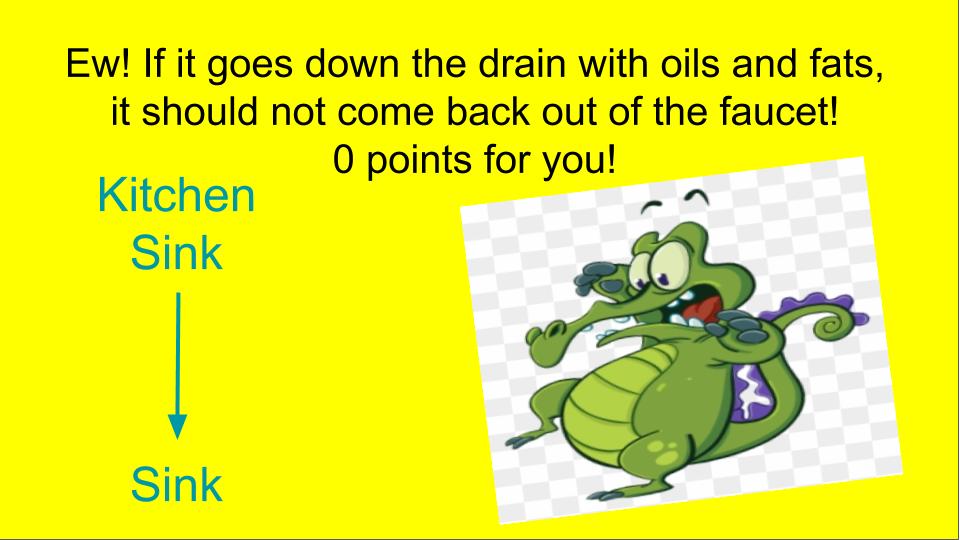 Ew! If it goes down the drain with oils and fats,
it should not come back out of the faucet!
0 points for you!
Kitchen
Sink
Sink